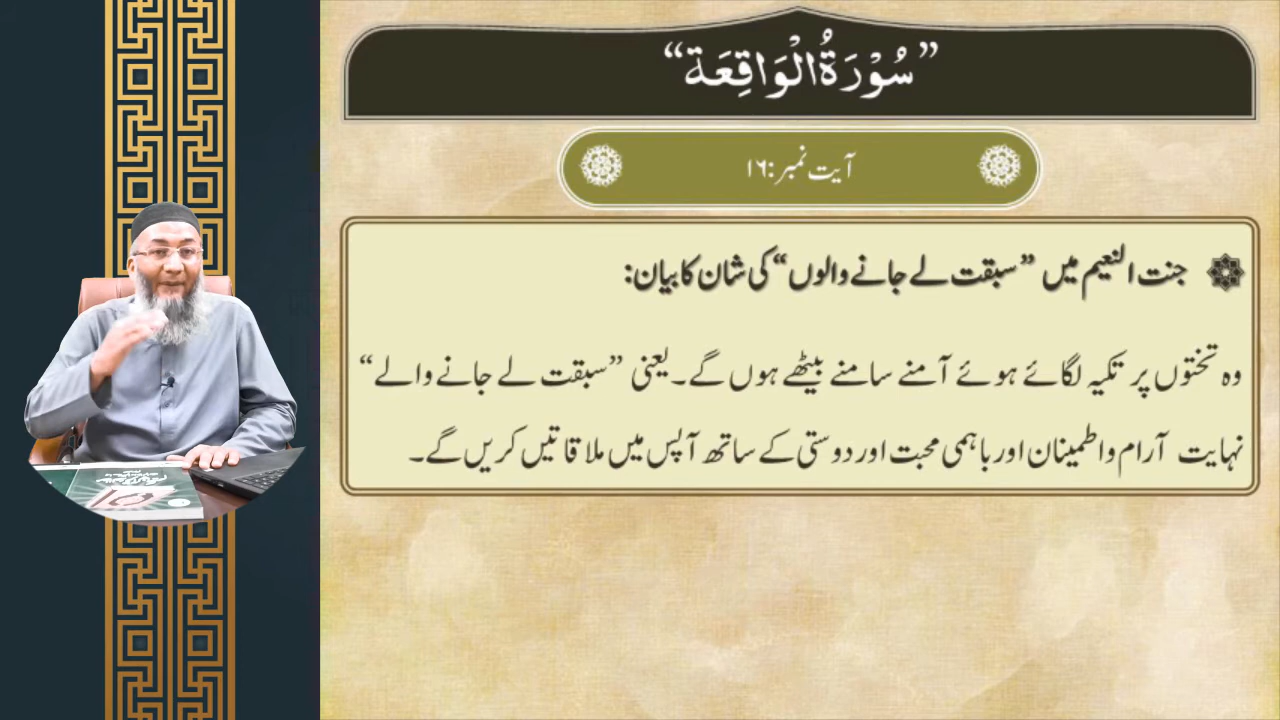 ”سُوْرَةُالْوَاقِعَة“
آیت نمبر:۱۶
جنت النعیم میں ”سبقت لے جانے والوں“ کی شان کا بیان:
وہ تختوں پر تکیہ لگائے ہوئے آمنے سامنے بیٹھے ہوں گے۔یعنی ”سبقت لے جانے والے“
نہایت آرام واطمینان اور باہمی محبت اور دوستی کے ساتھ آپس میں ملاقاتیں کریں گے۔